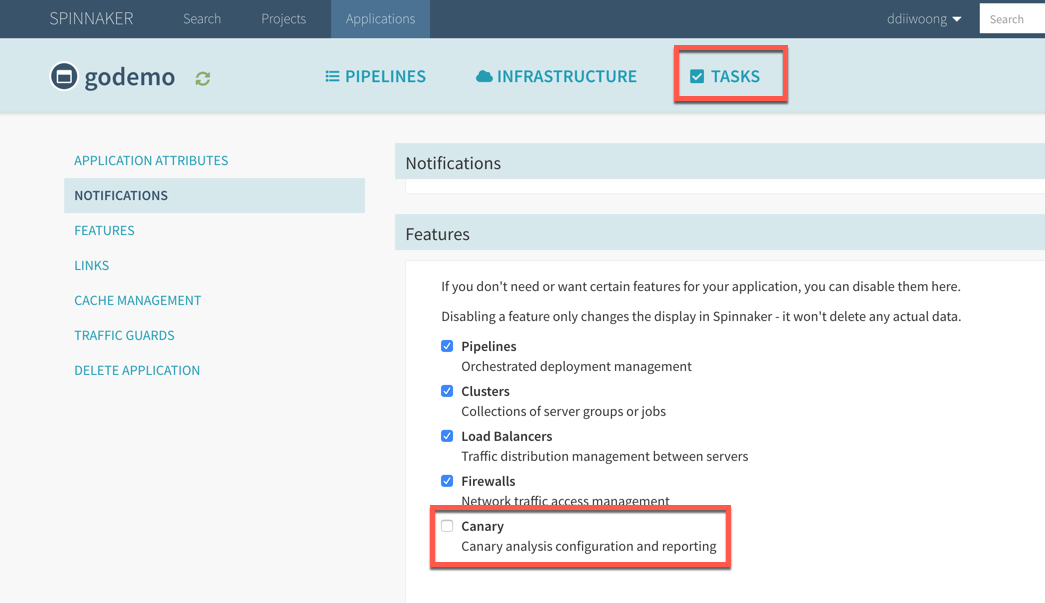 SPINNAKER Search Projects Applications ddiiwoong Search
godemo PIPELINES INFRASTRUCTURE TASKS
APPLICATION ATTRIBUTES
NOTIFICATIONS
FEATURES
LINKS
CACHE MANAGEMENT
TRAFFIC GUARDS
DELETE APPLICATION
Notifications
Features
If you don't need or want certain features for your application, you can disable them here.
Disabling a feature only changes the display in Spinnaker - it won't delete any actual data.
Pipelines
Orchestrated deployment management
Clusters
Collections of server groups or jobs
Load Balancers
Traffic distribution management between servers
Firewalls
Network traffic access management
Canary
Canary analysis configuration and reporting